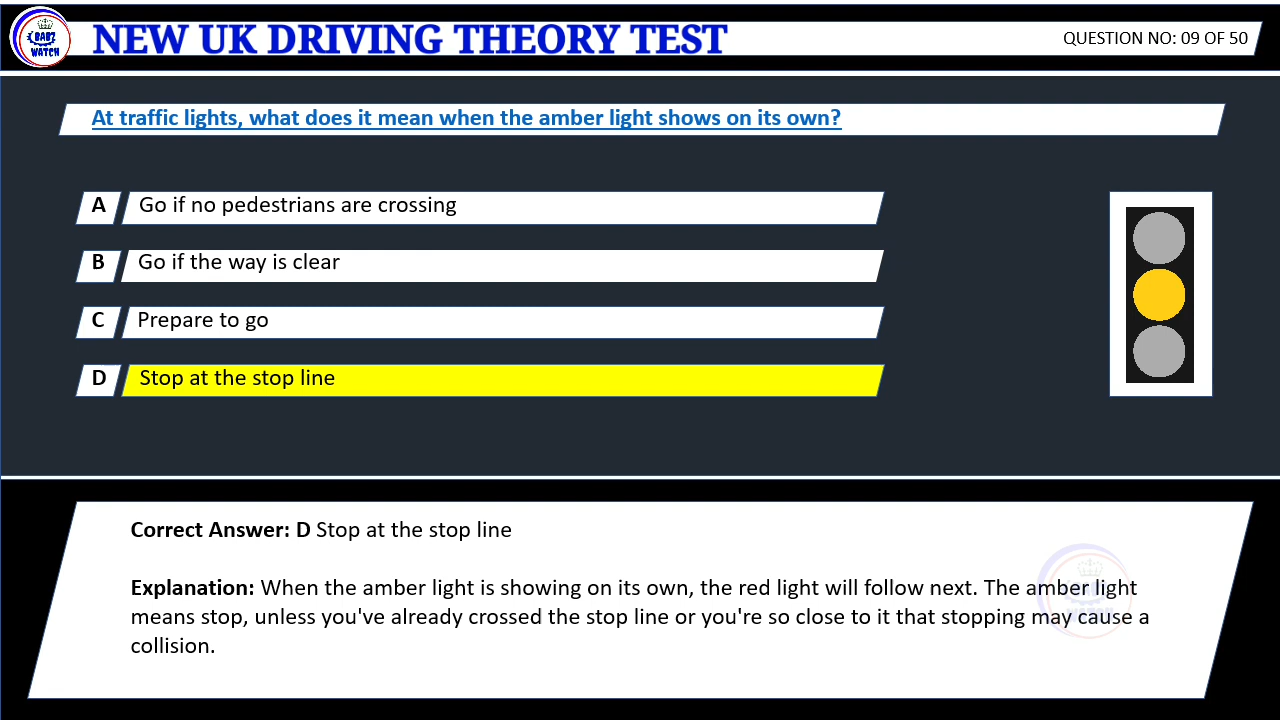 BABZ
WATCH
NEW UK DRIVING THEORY TEST
QUESTION NO: 09 OF 50
At traffic lights, what does it mean when the amber light shows on its own?
A Go if no pedestrians are crossing
B Go if the way is clear
C Prepare to go
D Stop at the stop line
Correct Answer: D Stop at the stop line
Explanation: When the amber light is showing on its own, the red light will follow next. The amber light
means stop, unless you've already crossed the stop line or you're so close to it that stopping may cause a
collision.